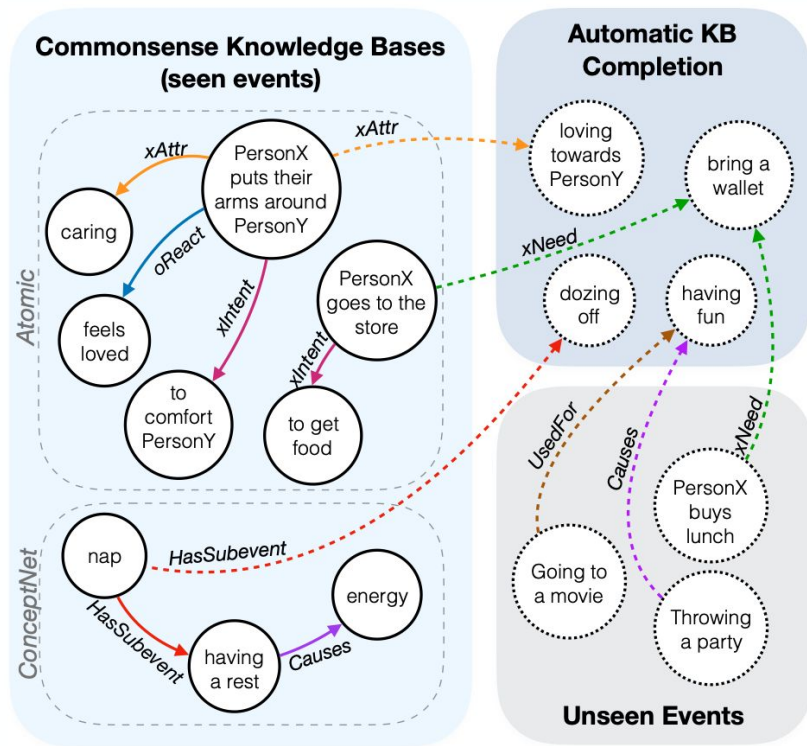 Commonsense Knowledge Bases
(seen events)
Atomic
xAttr
PersonX
puts their
arms around
PersonY
caring
oReact
xIntent
feels
loved
PersonX
goes to the
store
xIntent
to
comfort
PersonY
to get
food
ConceptNet
nap
HasSubevent
HasSubevent
having
a rest
Causes
energy
Automatic KB
Completion
xAttr
loving
towards
PersonY
bring a
wallet
xNeed
dozing
off
having
fun
UsedFor
Causes
xNeed
PersonX
buys
lunch
Going to
a movie
Throwing
a party
Unseen Events